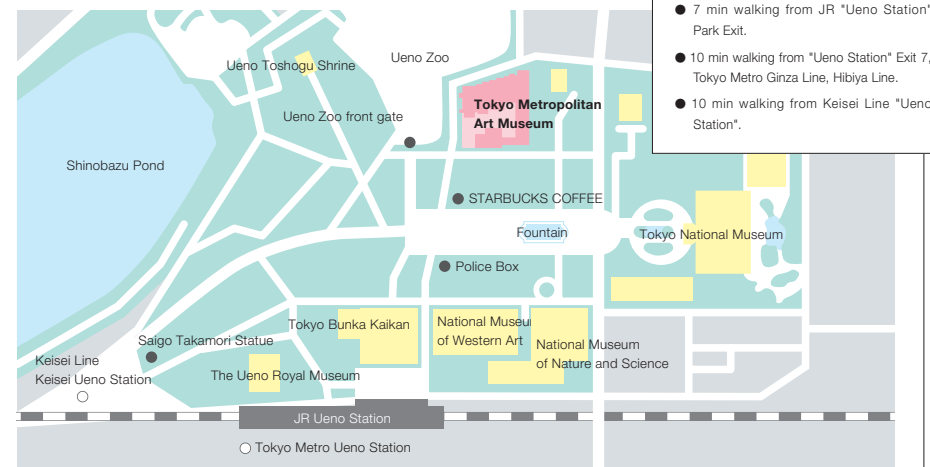 ● 7 min walking from JR "Ueno Station"
Park Exit.
● 10 min walking from "Ueno Station" Exit 7,
Tokyo Metro Ginza Line, Hibiya Line.
● 10 min walking from Keisei Line "Ueno
Station".
Ueno Zoo
Ueno Toshogu Shrine
Tokyo Metropolitan
Art Museum
Ueno Zoo front gate
Shinobazu Pond
STARBUCKS COFFEE
Fountain
Tokyo National Museum
Police Box
Tokyo Bunka Kaikan
National Museu
of Western Art
National Museum
of Nature and Science
Saigo Takamori Statue
Keisei Line
Keisei Ueno Station
The Ueno Royal Museum
JR Ueno Station
Tokyo Metro Ueno Station